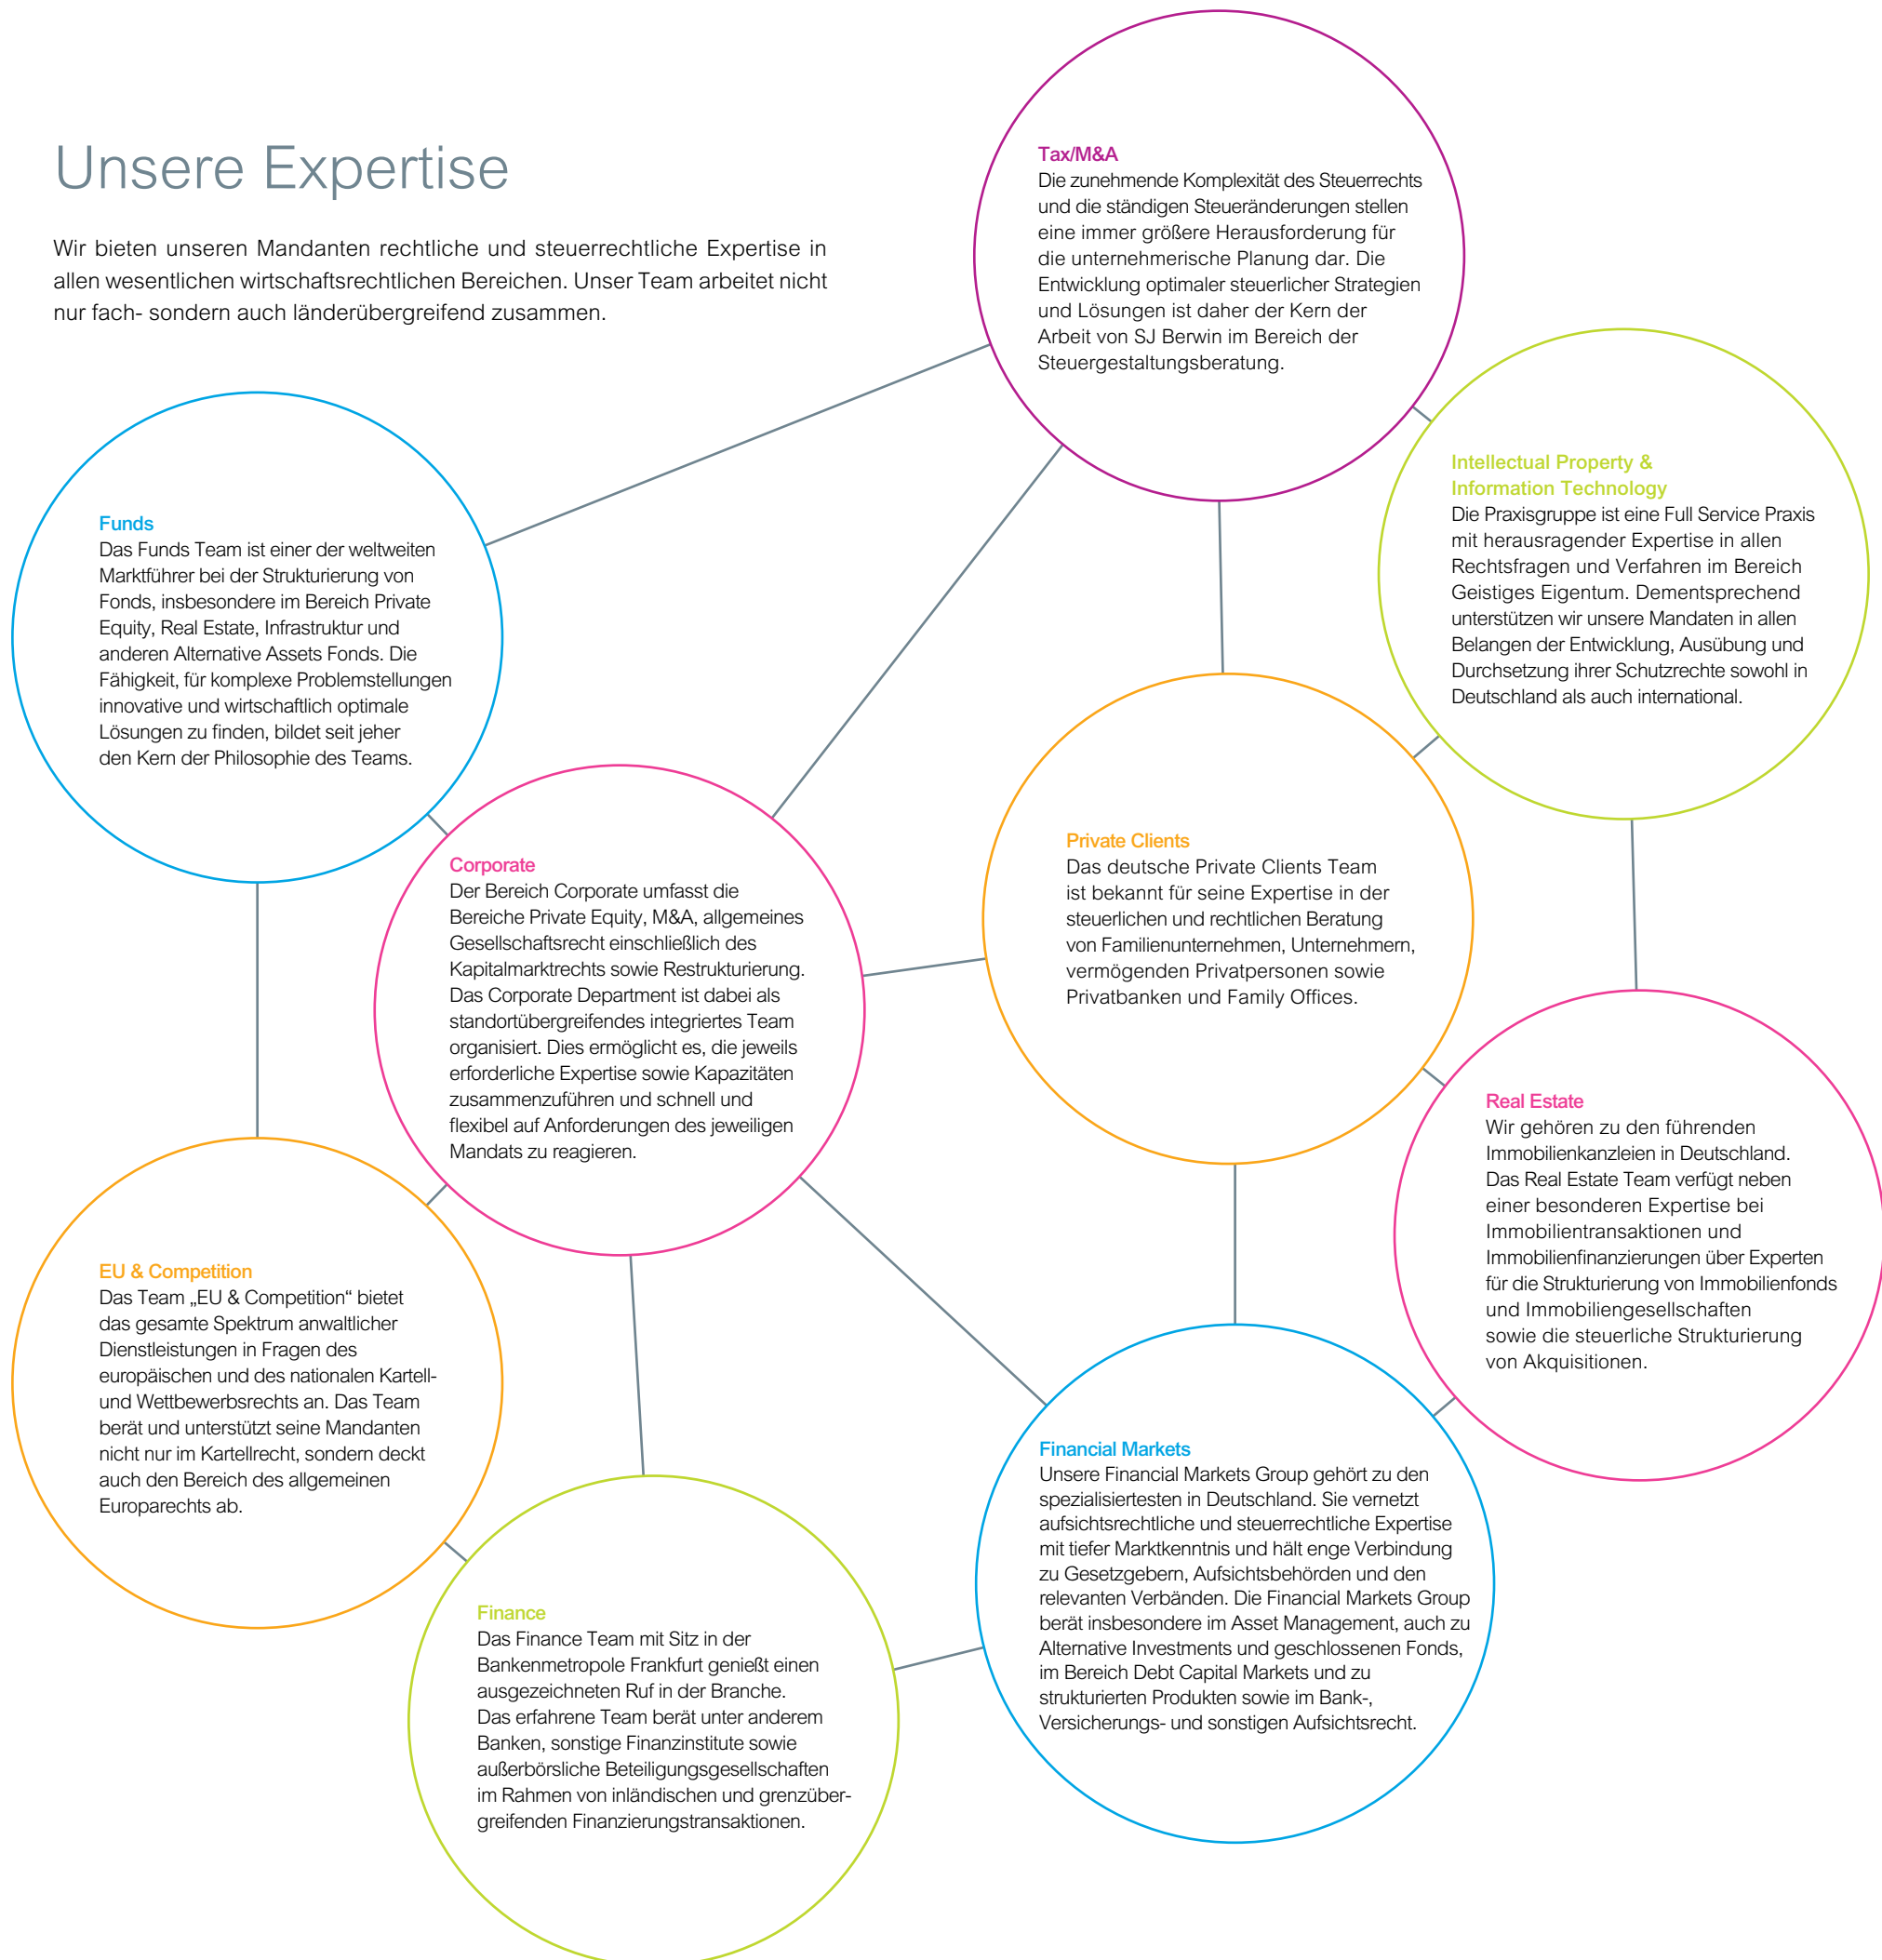 Unsere Expertise
Wir bieten unseren Mandanten rechtliche und steuerrechtliche Expertise in
allen wesentlichen wirtschaftsrechtlichen Bereichen. Unser Team arbeitet nicht
nur fach- sondern auch länderübergreifend zusammen.
Tax/M&A
Die zunehmende Komplexität des Steuerrechts
und die ständigen Steueränderungen stellen
eine immer größere Herausforderung für
die unternehmerische Planung dar. Die
Entwicklung optimaler steuerlicher Strategien
und Lösungen ist daher der Kern der
Arbeit von SJ Berwin im Bereich der
Steuergestaltungsberatung.
Intellectual Property &
Information Technology
Die Praxisgruppe ist eine Full Service Praxis
mit herausragender Expertise in allen
Rechtsfragen und Verfahren im Bereich
Geistiges Eigentum. Dementsprechend
unterstützen wir unsere Mandaten in allen
Belangen der Entwicklung, Ausübung und
Durchsetzung ihrer Schutzrechte sowohl in
Deutschland als auch international.
Funds
Das Funds Team ist einer der weltweiten
Marktführer bei der Strukturierung von
Fonds, insbesondere im Bereich Private
Equity, Real Estate, Infrastruktur und
anderen Alternative Assets Fonds. Die
Fähigkeit, für komplexe Problemstellungen
innovative und wirtschaftlich optimale
Lösungen zu finden, bildet seit jeher
den Kern der Philosophie des Teams.
Corporate
Der Bereich Corporate umfasst die
Bereiche Private Equity, M&A, allgemeines
Gesellschaftsrecht einschließlich des
Kapitalmarktrechts sowie Restrukturierung.
Das Corporate Department ist dabei als
standortübergreifendes integriertes Team
organisiert. Dies ermöglicht es, die jeweils
erforderliche Expertise sowie Kapazitäten
zusammenzuführen und schnell und
flexibel auf Anforderungen des jeweiligen
Mandats zu reagieren.
Private Clients
Das deutsche Private Clients Team
ist bekannt für seine Expertise in der
steuerlichen und rechtlichen Beratung
von Familienunternehmen, Unternehmern,
vermögenden Privatpersonen sowie
Privatbanken und Family Offices.
Real Estate
Wir gehören zu den führenden
Immobilienkanzleien in Deutschland.
Das Real Estate Team verfügt neben
einer besonderen Expertise bei
Immobilientransaktionen und
Immobilienfinanzierungen über Experten
für die Strukturierung von Immobilienfonds
und Immobiliengesellschaften
sowie die steuerliche Strukturierung
von Akquisitionen.
EU & Competition
Das Team „EU & Competition“ bietet
das gesamte Spektrum anwaltlicher
Dienstleistungen in Fragen des
europäischen und des nationalen Kartell-
und Wettbewerbsrechts an. Das Team
berät und unterstützt seine Mandanten
nicht nur im Kartellrecht, sondern deckt
auch den Bereich des allgemeinen
Europarechts ab.
Financial Markets
Unsere Financial Markets Group gehört zu den
spezialisiertesten in Deutschland. Sie vernetzt
aufsichtsrechtliche und steuerrechtliche Expertise
mit tiefer Marktkenntnis und hält enge Verbindung
zu Gesetzgebern, Aufsichtsbehörden und den
relevanten Verbänden. Die Financial Markets Group
berät insbesondere im Asset Management, auch zu
Alternative Investments und geschlossenen Fonds,
im Bereich Debt Capital Markets und zu
strukturierten Produkten sowie im Bank-,
Versicherungs- und sonstigen Aufsichtsrecht.
Finance
Das Finance Team mit Sitz in der
Bankenmetropole Frankfurt genießt einen
ausgezeichneten Ruf in der Branche.
Das erfahrene Team berät unter anderem
Banken, sonstige Finanzinstitute sowie
außerbörsliche Beteiligungsgesellschaften
im Rahmen von inländischen und grenzüber-
greifenden Finanzierungstransaktionen.